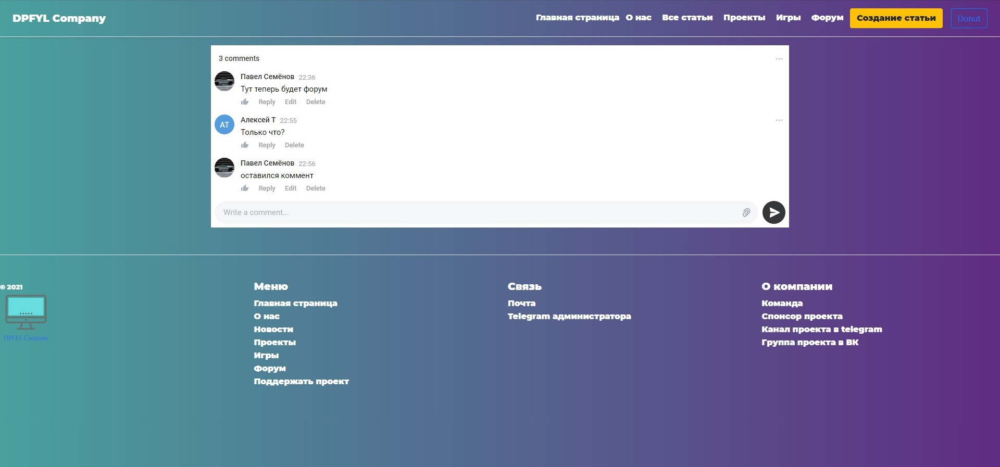 DPFYL Company
Главная страница О нас Все статьи Проекты Игры Форум Создание статьи Donut
3 comments
Павел Семёнов 22:36
Тут теперь будет форум
Reply Edit Delete
АТ
Алексей Т 22:55
Только что?
Reply Delete
Павел Семёнов 22:56
оставился коммент
Reply Edit Delete
Write a comment...
© 2021
DPFYL Company
Меню
Главная страница
О нас
Новости
Проекты
Игры
Форум
Поддержать проект
Связь
Почта
Telegram администратора
О компании
Команда
Спонсор проекта
Канал проекта в telegram
Группа проекта в ВК